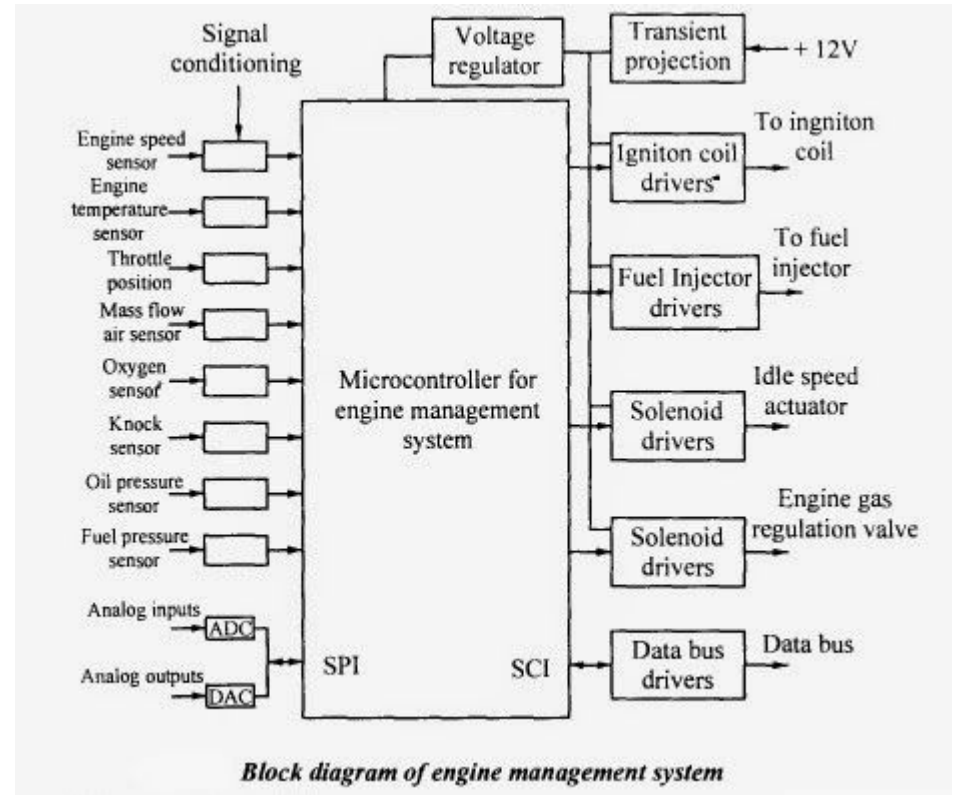 Signal
conditioning
Voltage
regulator
Transient
projection
+ 12V
Engine speed
sensor
Engine
temperature
sensor
Throttle
position
Mass flow
air sensor
Oxygen
sensor
Knock
sensor
Oil pressure
sensor
Fuel pressure
sensor
Analog inputs
ADC
Analog outputs
DAC
SPI
Microcontroller for
engine management
system
SCI
Igniton coil
drivers
To ingniton
coil
Fuel Injector
drivers
To fuel
injector
Solenoid
drivers
Idle speed
actuator
Solenoid
drivers
Engine gas
regulation valve
Data bus
drivers
Data bus
Block diagram of engine management system